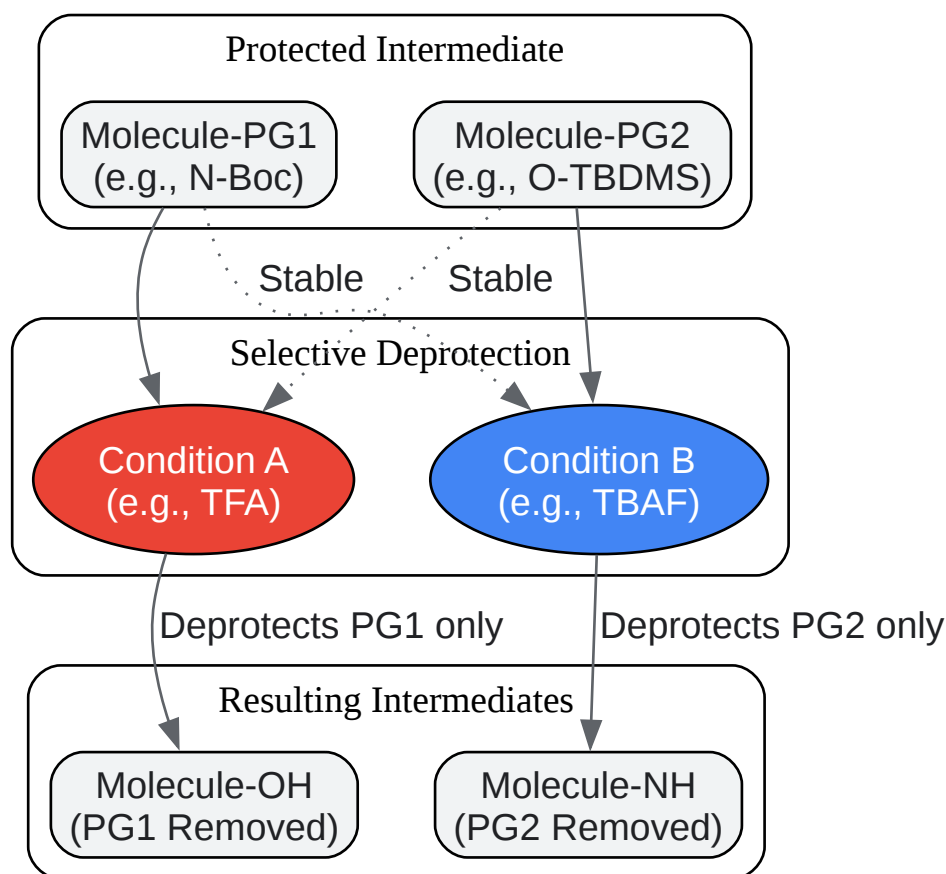 Protected Intermediate
Molecule-PG1
(e.g., N-Boc)
Molecule-PG2
(e.g., O-TBDMS)
Stable
Stable
Selective Deprotection
Condition A
(e.g., TFA)
Condition B
(e.g., TBAF)
Deprotects PG1 only
Deprotects PG2 only
Resulting Intermediates
Molecule-OH
(PG1 Removed)
Molecule-NH
(PG2 Removed)